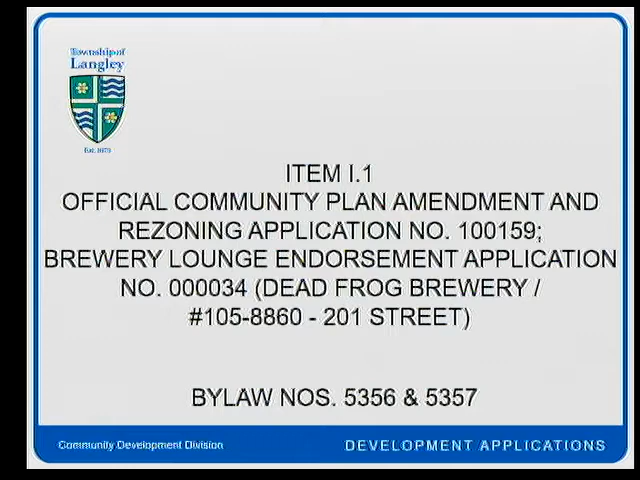 Township of
Langley
Est. 1873
ITEM I.1
OFFICIAL COMMUNITY PLAN AMENDMENT AND
REZONING APPLICATION NO. 100159;
BREWERY LOUNGE ENDORSEMENT APPLICATION
NO. 000034 (DEAD FROG BREWERY /
#105-8860 - 201 STREET)
BYLAW NOS. 5356 & 5357
Community Development Division
DEVELOPMENT APPLICATIONS